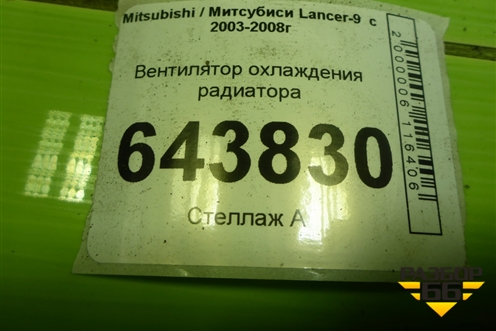 Mitsubishi / Митсубиси Lancer-9 с
2003-2008г
Вентилятор охлаждения
радиатора
643830
Стеллаж А
2000006116406
РАЗБОР
66